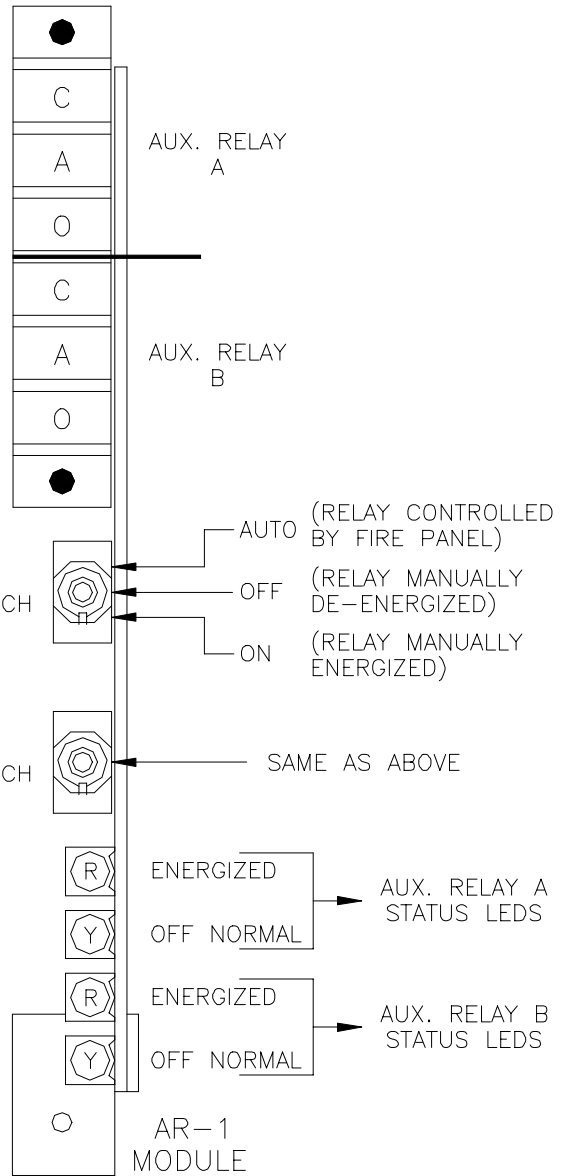 C
A
O
AUX. RELAY
A
C
A
O
AUX. RELAY
B
CH
AUTO (RELAY CONTROLLED
BY FIRE PANEL)
OFF (RELAY MANUALLY
DE-ENERGIZED)
ON (RELAY MANUALLY
ENERGIZED)
CH
SAME AS ABOVE
R ENERGIZED
Y OFF NORMAL
AUX. RELAY A
STATUS LEDS
R ENERGIZED
Y OFF NORMAL
AUX. RELAY B
STATUS LEDS
AR-1
MODULE